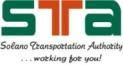 STA
Solano Transportation Authority
...working for you!